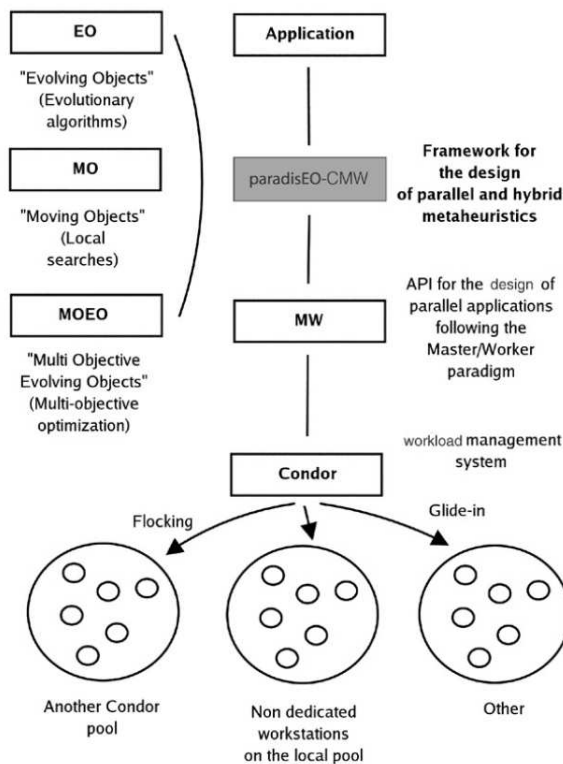 EO
"Evolving Objects"
(Evolutionary
algorithms)
MO
"Moving Objects"
(Local
searches)
MOEO
"Multi Objective
Evolving Objects"
(Multi-objective
optimization)
Application
paradisEO-CMW
Framework for
the design
of parallel and hybrid
metaheuristics
MW
API for the design of
parallel applications
following the
Master/Worker
paradigm
Condor
workload management
system
Flocking
Glide-in
Another Condor
pool
Non dedicated
workstations
on the local pool
Other